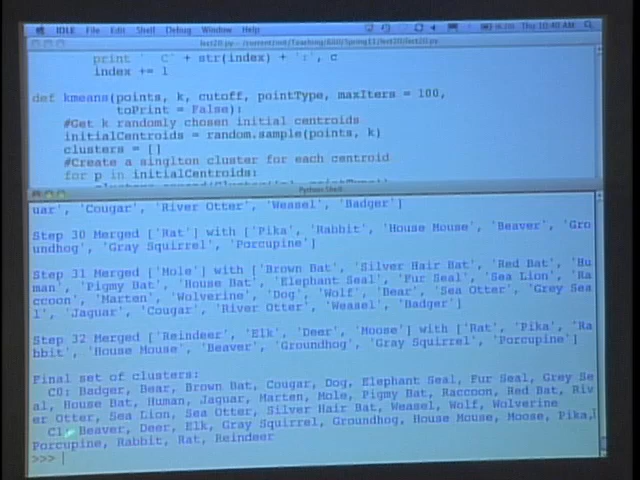 IDLE File Edit Shell Debug Window Help Thu 10:40 AM
print C" + str(index) + ':', c
index += 1
def kmeans(points, k, cutoff, pointType, maxIters = 100,
toPrint = False):
#Get k randomly chosen initial centroids
initialCentroids = random.sample(points, k)
clusters = []
#Create a singlton cluster for each centroid
for p in initialCentroids:
Python Shell
uar', 'Cougar', 'River Otter', 'Weasel', 'Badger']
Step 30 Merged ['Rat'] with ['Pika', 'Rabbit', 'House Mouse', 'Beaver', 'Gro
undhog', 'Gray Squirrel', 'Porcupine']
Step 31 Merged ['Mole'] with ['Brown Bat', 'Silver Hair Bat', 'Red Bat', 'Hu
man', 'Pigmy Bat', 'House Bat', 'Elephant Seal', 'Fur Seal', 'Sea Lion', 'Ra
ccoon', 'Marten', 'Wolverine', 'Dog', 'Wolf', 'Bear', 'Sea Otter', 'Grey Sea
l', 'Jaguar', 'Cougar', 'River Otter', 'Weasel', 'Badger']
Step 32 Merged ['Reindeer', 'Elk', 'Deer', 'Moose'] with ['Rat', 'Pika', 'Ra
bbit', 'House Mouse', 'Beaver', 'Groundhog', 'Gray Squirrel', 'Porcupine']
Final set of clusters:
C0: Badger, Bear, Brown Bat, Cougar, Dog, Elephant Seal, Fur Seal, Grey Se
al, House Bat, Human, Jaguar, Marten, Mole, Pigmy Bat, Raccoon, Red Bat, Riv
er Otter, Sea Lion, Sea Otter, Silver Hair Bat, Weasel, Wolf, Wolverine
C1: Beaver, Deer, Elk, Gray Squirrel, Groundhog, House Mouse, Moose, Pika,
Porcupine, Rabbit, Rat, Reindeer
>>>